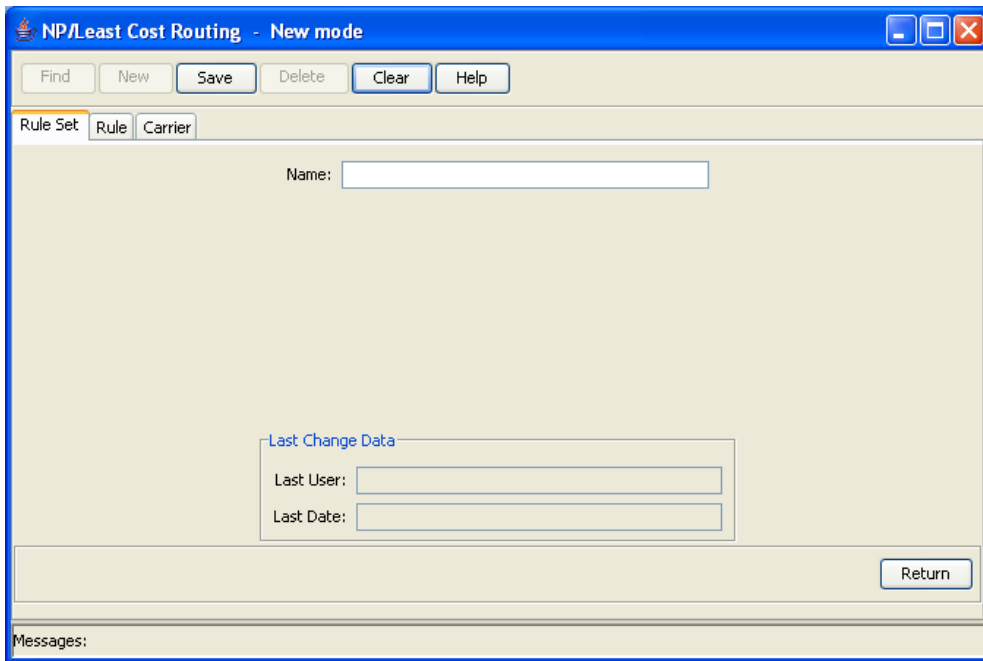 NP/Least Cost Routing - New mode
Find New Save Delete Clear Help
Rule Set Rule Carrier
Name:
Last Change Data
Last User:
Last Date:
Return
Messages: